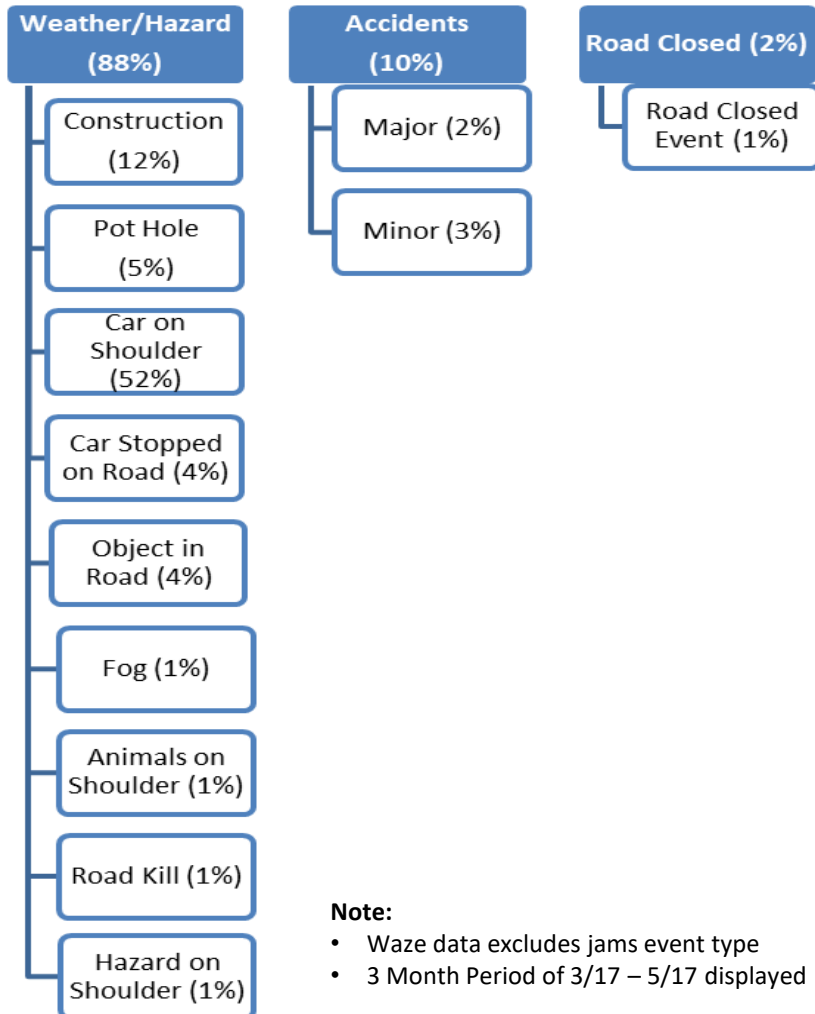 Weather/Hazard
(88%)
Construction
(12%)
Pot Hole
(5%)
Car on
Shoulder
(52%)
Car Stopped
on Road (4%)
Object in
Road (4%)
Fog (1%)
Animals on
Shoulder (1%)
Road Kill (1%)
Hazard on
Shoulder (1%)
Accidents
(10%)
Major (2%)
Minor (3%)
Road Closed (2%)
Road Closed
Event (1%)
Note:
• Waze data excludes jams event type
• 3 Month Period of 3/17 – 5/17 displayed